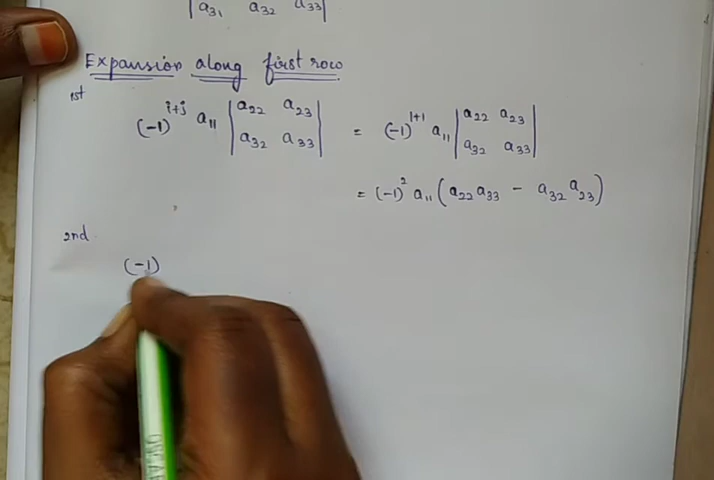 | a31 a32 a33 |
Expansion along first row
1st
(-1)^i+j a11 | a22 a23 | = (-1)^1+1 a11 | a22 a23 |
| a32 a33 | | a32 a33 |
= (-1)^2 a11 (a22 a33 - a32 a23)
2nd
(-1)